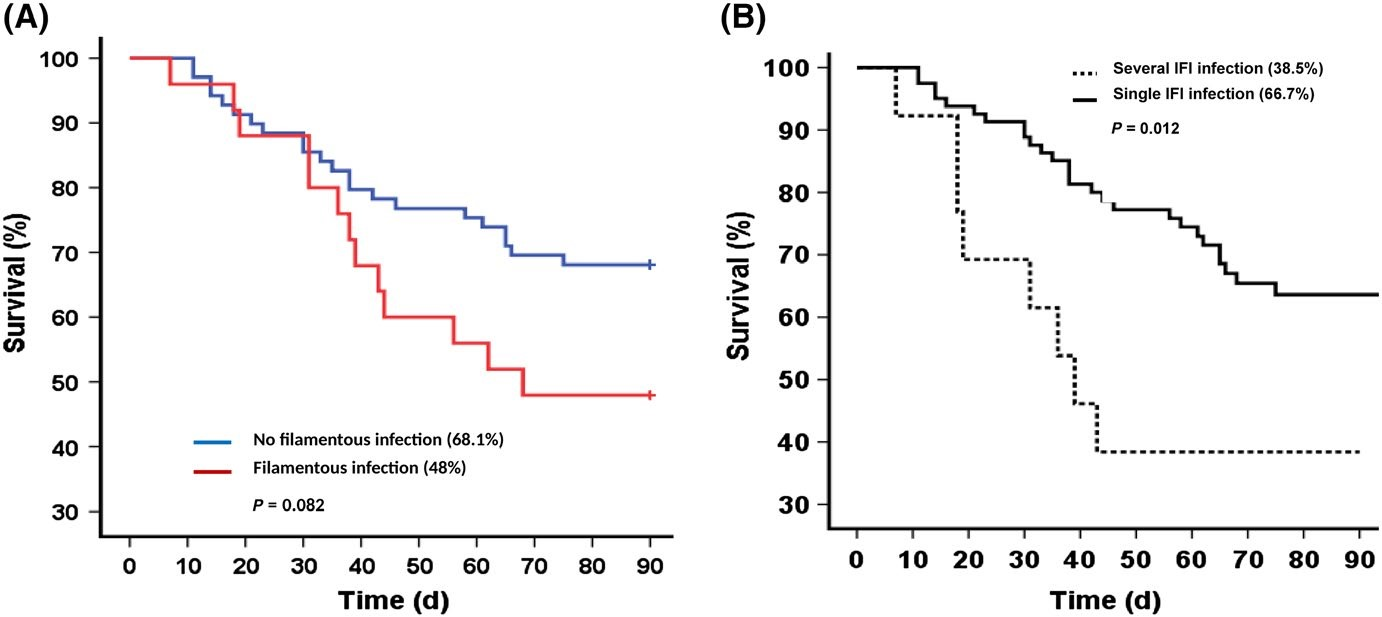 (A)
Survival (%)
100
90
80
70
60
50
40
30
No filamentous infection (68.1%)
Filamentous infection (48%)
P = 0.082
0 10 20 30 40 50 60 70 80 90
Time (d)
(B)
Survival (%)
100
90
80
70
60
50
40
30
Several IFI infection (38.5%)
Single IFI infection (66.7%)
P = 0.012
0 10 20 30 40 50 60 70 80 90
Time (d)